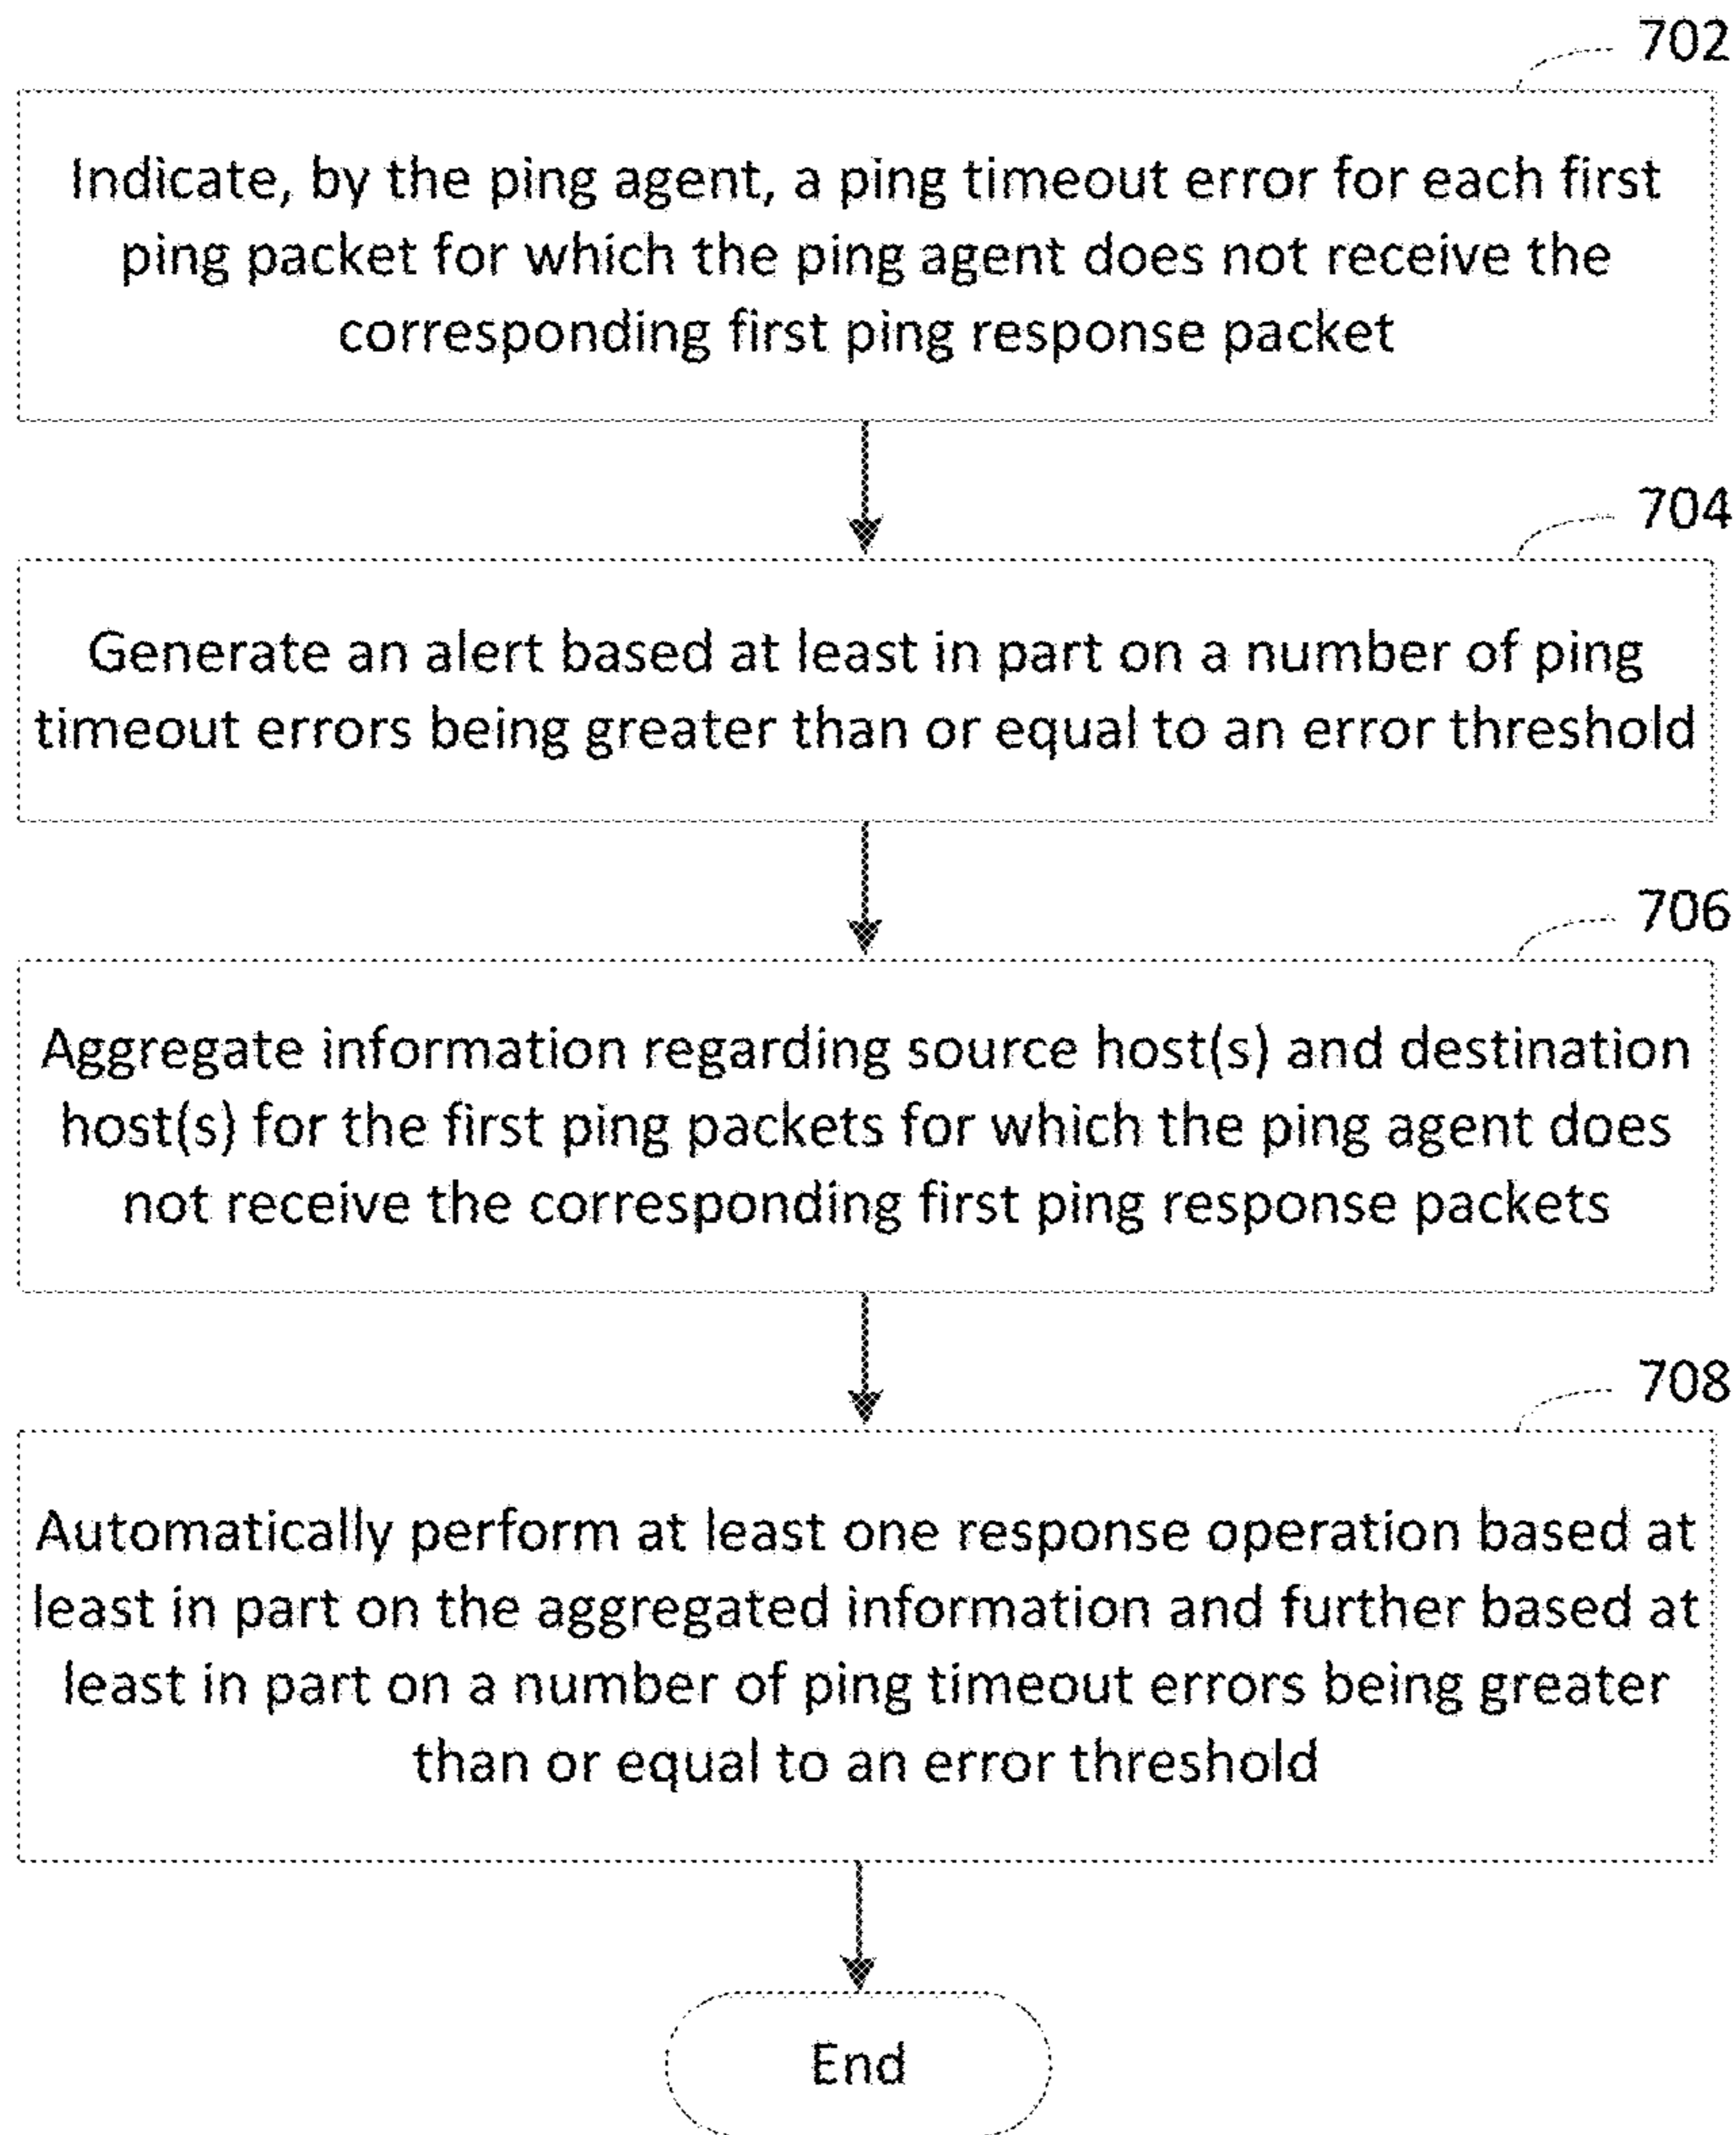 702
Indicate, by the ping agent, a ping timeout error for each first
ping packet for which the ping agent does not receive the
corresponding first ping response packet
704
Generate an alert based at least in part on a number of ping
timeout errors being greater than or equal to an error threshold
706
Aggregate information regarding source host(s) and destination
host(s) for the first ping packets for which the ping agent does
not receive the corresponding first ping response packets
708
Automatically perform at least one response operation based at
least in part on the aggregated information and further based at
least in part on a number of ping timeout errors being greater
than or equal to an error threshold
End